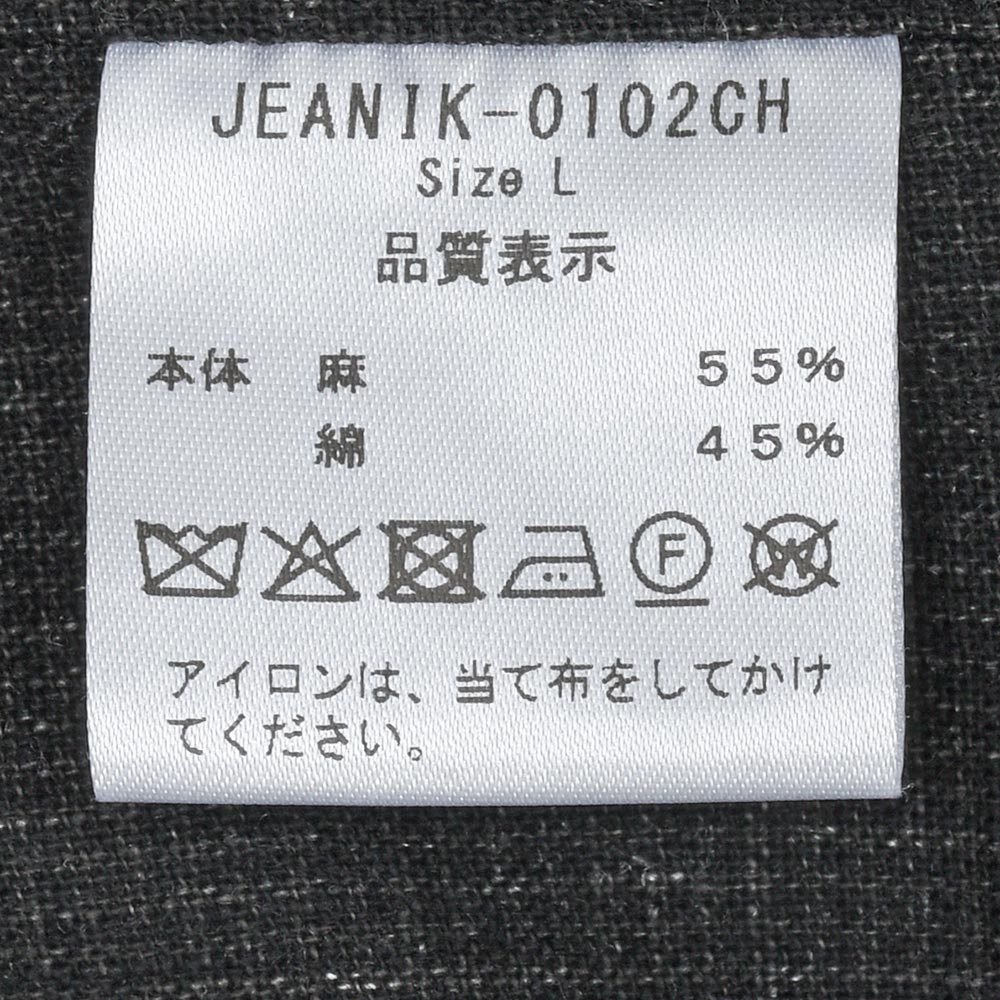 JEANIK-0102CH
Size L
品質表示
本体 麻 55%
綿 45%
F W
アイロンは、当て布をしてかけ
てください。